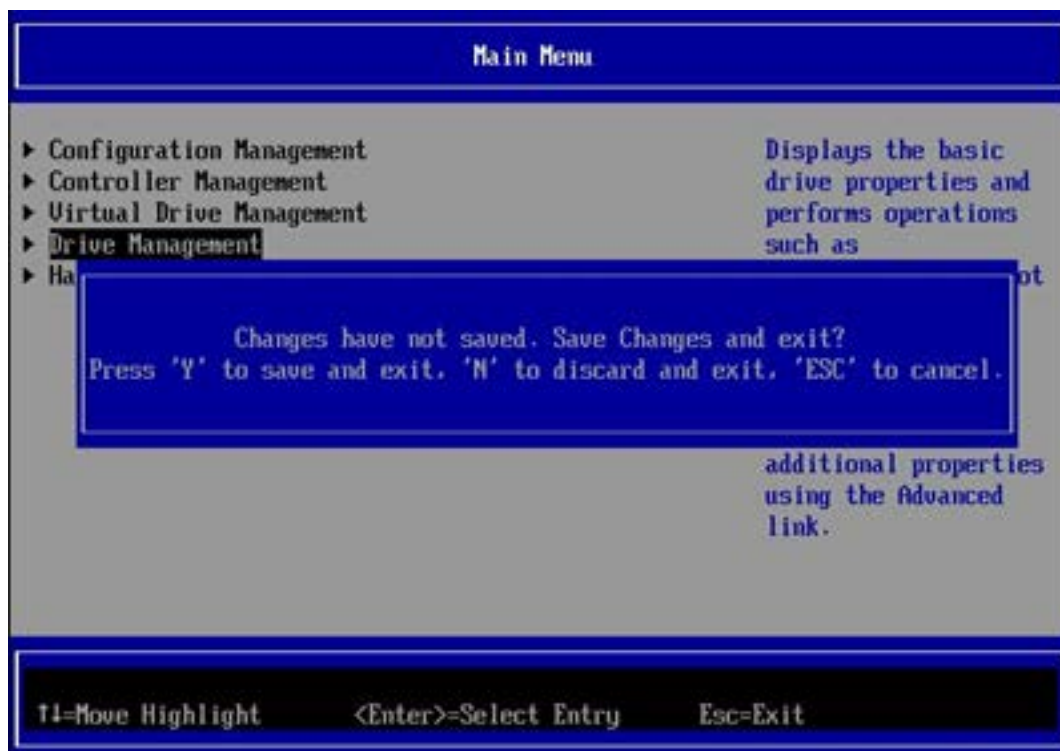 Main Menu
Configuration Management
Controller Management
Virtual Drive Management
Drive Management
Ha
Displays the basic
drive properties and
performs operations
such as
ot
Changes have not saved. Save Changes and exit?
Press 'Y' to save and exit, 'N' to discard and exit, 'ESC' to cancel.
additional properties
using the Advanced
link.
↑↓=Move Highlight <Enter>=Select Entry Esc=Exit